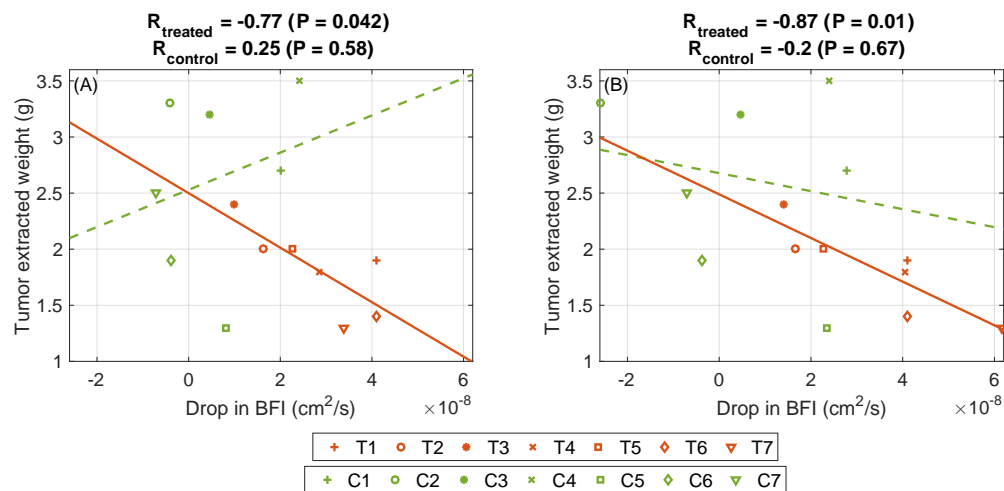 R_treated = -0.77 (P = 0.042)
R_control = 0.25 (P = 0.58)
R_treated = -0.87 (P = 0.01)
R_control = -0.2 (P = 0.67)
(A)
3.5
3
2.5
2
1.5
1
Tumor extracted weight (g)
-2 0 2 4 6
×10^-8
Drop in BFI (cm^2/s)
(B)
3.5
3
2.5
2
1.5
1
Tumor extracted weight (g)
-2 0 2 4 6
×10^-8
Drop in BFI (cm^2/s)
T1 T2 T3 T4 T5 T6 T7
C1 C2 C3 C4 C5 C6 C7